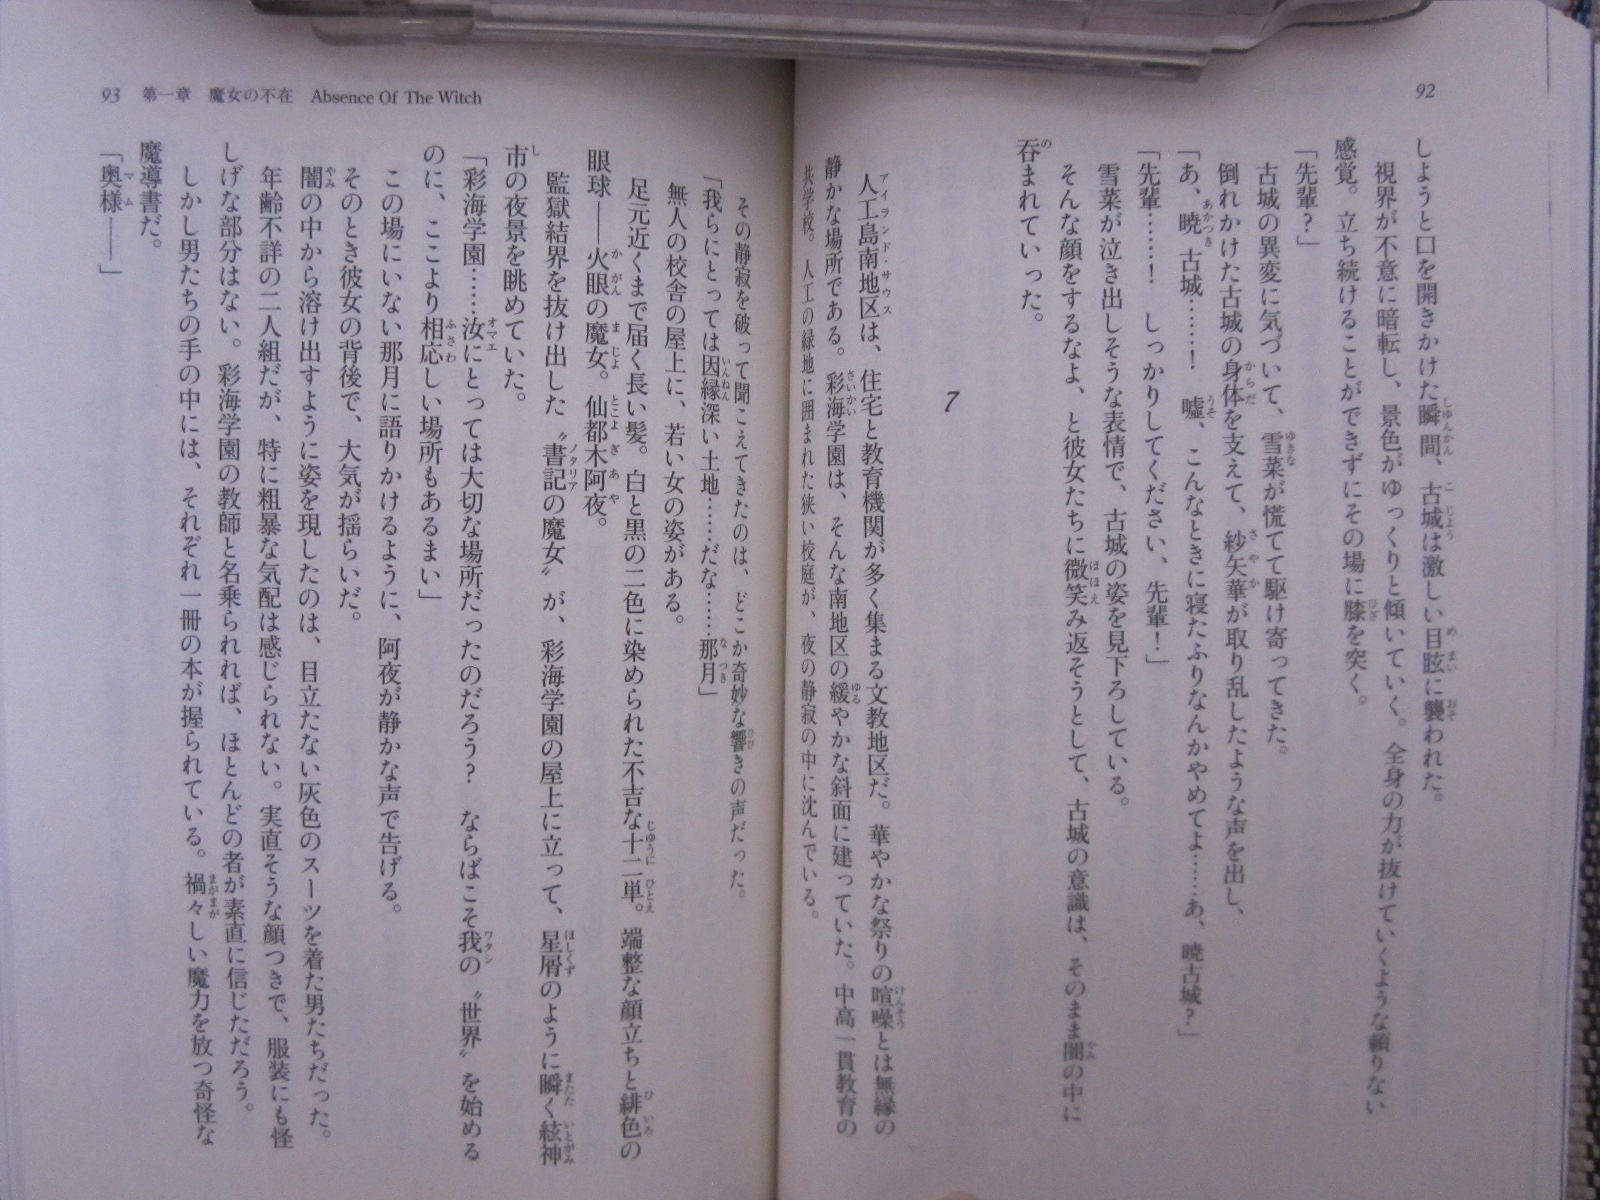 92
しようと口を開きかけた瞬間、古城は激しい目眩に襲われた。
視界が不意に暗転し、景色がゆっくりと傾いていく。全身の力が抜けていくような頼りない
感覚。立ち続けることができずにその場に膝を突く。
「先輩?」
古城の異変に気づいて、雪菜が慌てて駆け寄ってきた。
倒れかけた古城の身体を支えて、紗矢華が取り乱したような声を出し、
「あ、暁古城……! 嘘、こんなときに寝たふりなんかやめてよ……あ、暁古城?」
「先輩……! しっかりしてください、先輩!」
雪菜が泣き出しそうな表情で、古城の姿を見下ろしている。
そんな顔をするなよ、と彼女たちに微笑み返そうとして、古城の意識は、そのまま闇の中に
呑まれていった。
7
人工島南地区は、住宅と教育機関が多く集まる文教地区だ。華やかな祭りの喧噪とは無縁の
静かな場所である。彩海学園は、そんな南地区の緩やかな斜面に建っていた。中高一貫教育の
共学校。人工の緑地に囲まれた狭い校庭が、夜の静寂の中に沈んでいる。
93 第一章 魔女の不在 Absence Of The Witch
その静寂を破って聞こえてきたのは、どこか奇妙な響きの声だった。
「我らにとっては因縁深い土地……だな……那月」
無人の校舎の屋上に、若い女の姿がある。
足元近くまで届く長い髪。白と黒の二色に染められた不吉な十二単。端整な顔立ちと緋色の
眼球──火眼の魔女。仙都木阿夜。
監獄結界を抜け出した〝書記の魔女〟が、彩海学園の屋上に立って、星屑のように瞬く絃神
市の夜景を眺めていた。
「彩海学園……汝にとっては大切な場所だったのだろう? ならばこそ我の〝世界〟を始める
のに、ここより相応しい場所もあるまい」
この場にいない那月に語りかけるように、阿夜が静かな声で告げる。
そのとき彼女の背後で、大気が揺らいだ。
闇の中から溶け出すように姿を現したのは、目立たない灰色のスーツを着た男たちだった。
年齢不詳の二人組だが、特に粗暴な気配は感じられない。実直そうな顔つきで、服装にも怪
しげな部分はない。彩海学園の教師と名乗られれば、ほとんどの者が素直に信じただろう。
しかし男たちの手の中には、それぞれ一冊の本が握られている。禍々しい魔力を放つ奇怪な
魔導書だ。
「奥様──」